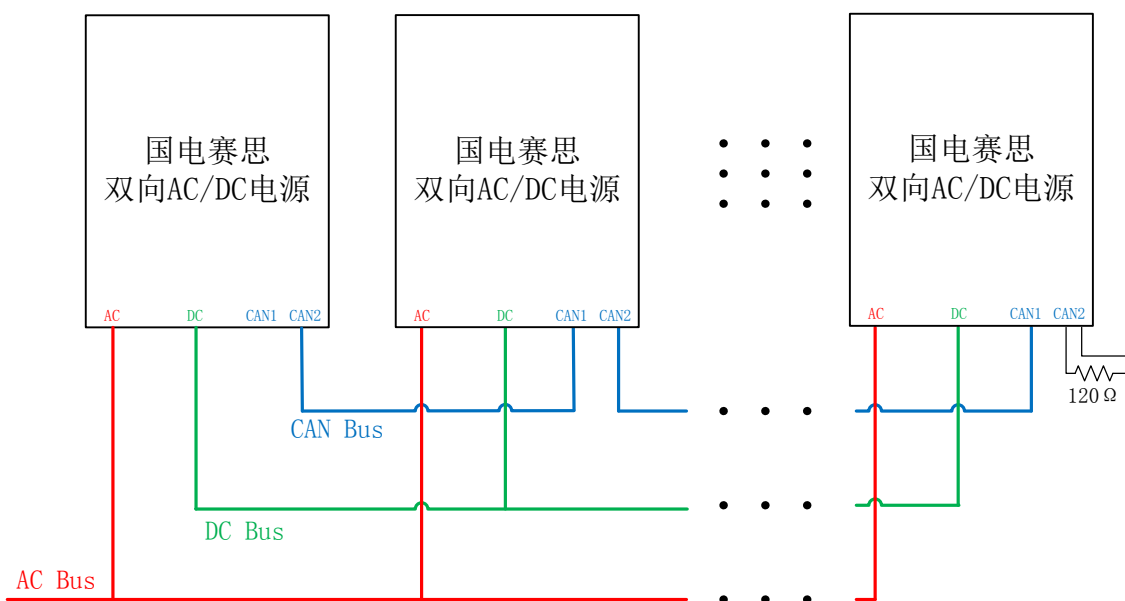 国电赛思
双向AC/DC电源
国电赛思
双向AC/DC电源
国电赛思
双向AC/DC电源
AC DC CAN1 CAN2
AC DC CAN1 CAN2
AC DC CAN1 CAN2
120Ω
CAN Bus
DC Bus
AC Bus